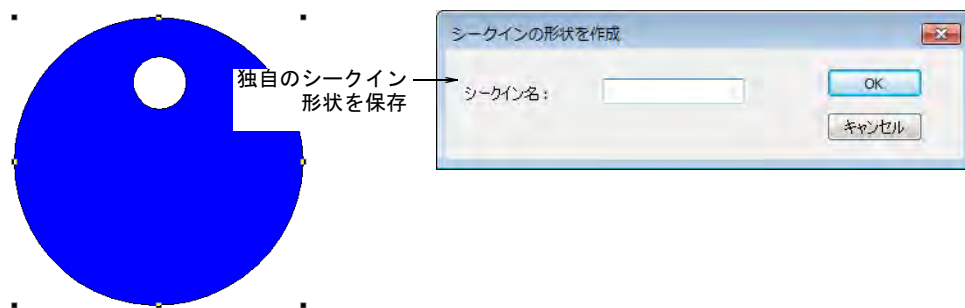 シークインの形状を作成
独自のシークイン
形状を保存
シークイン名：
OK
キャンセル